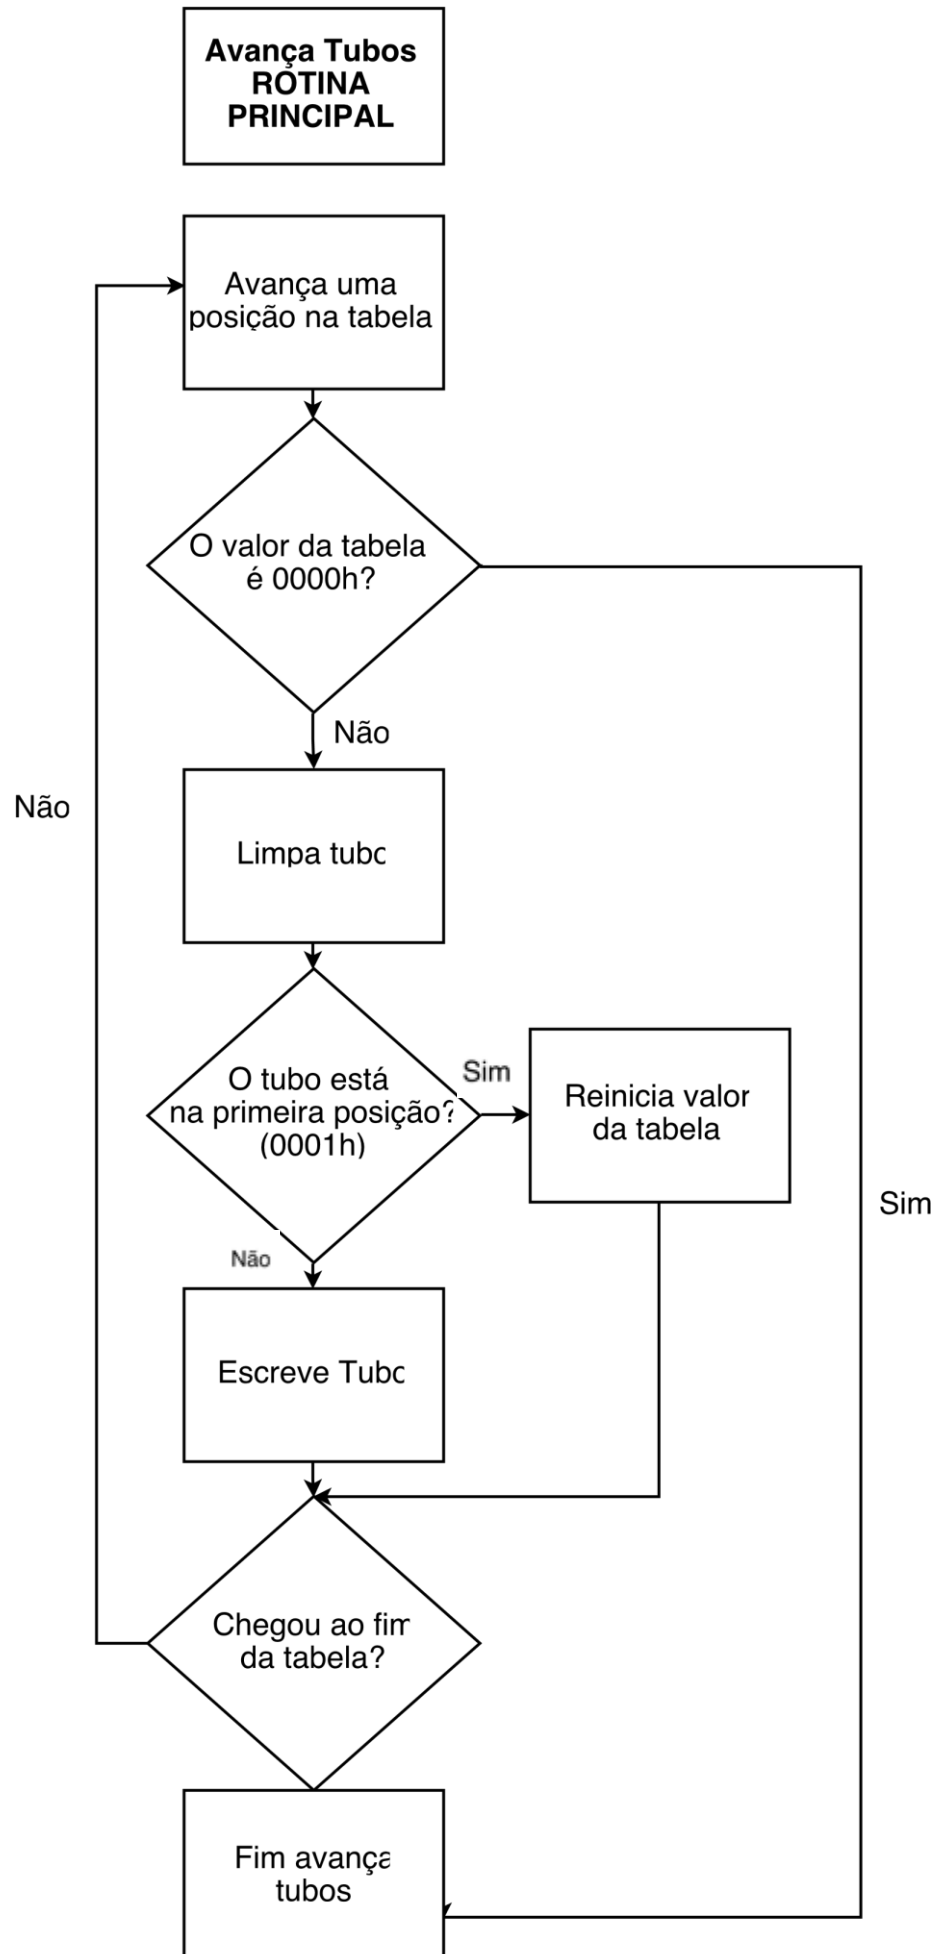 Avança Tubos
ROTINA
PRINCIPAL
Avança uma
posição na tabela
O valor da tabela
é 0000h?
Não
Não
Limpa tubo
O tubo está
na primeira posição?
(0001h)
Sim
Reinicia valor
da tabela
Sim
Não
Escreve Tubo
Chegou ao fim
da tabela?
Fim avança
tubos